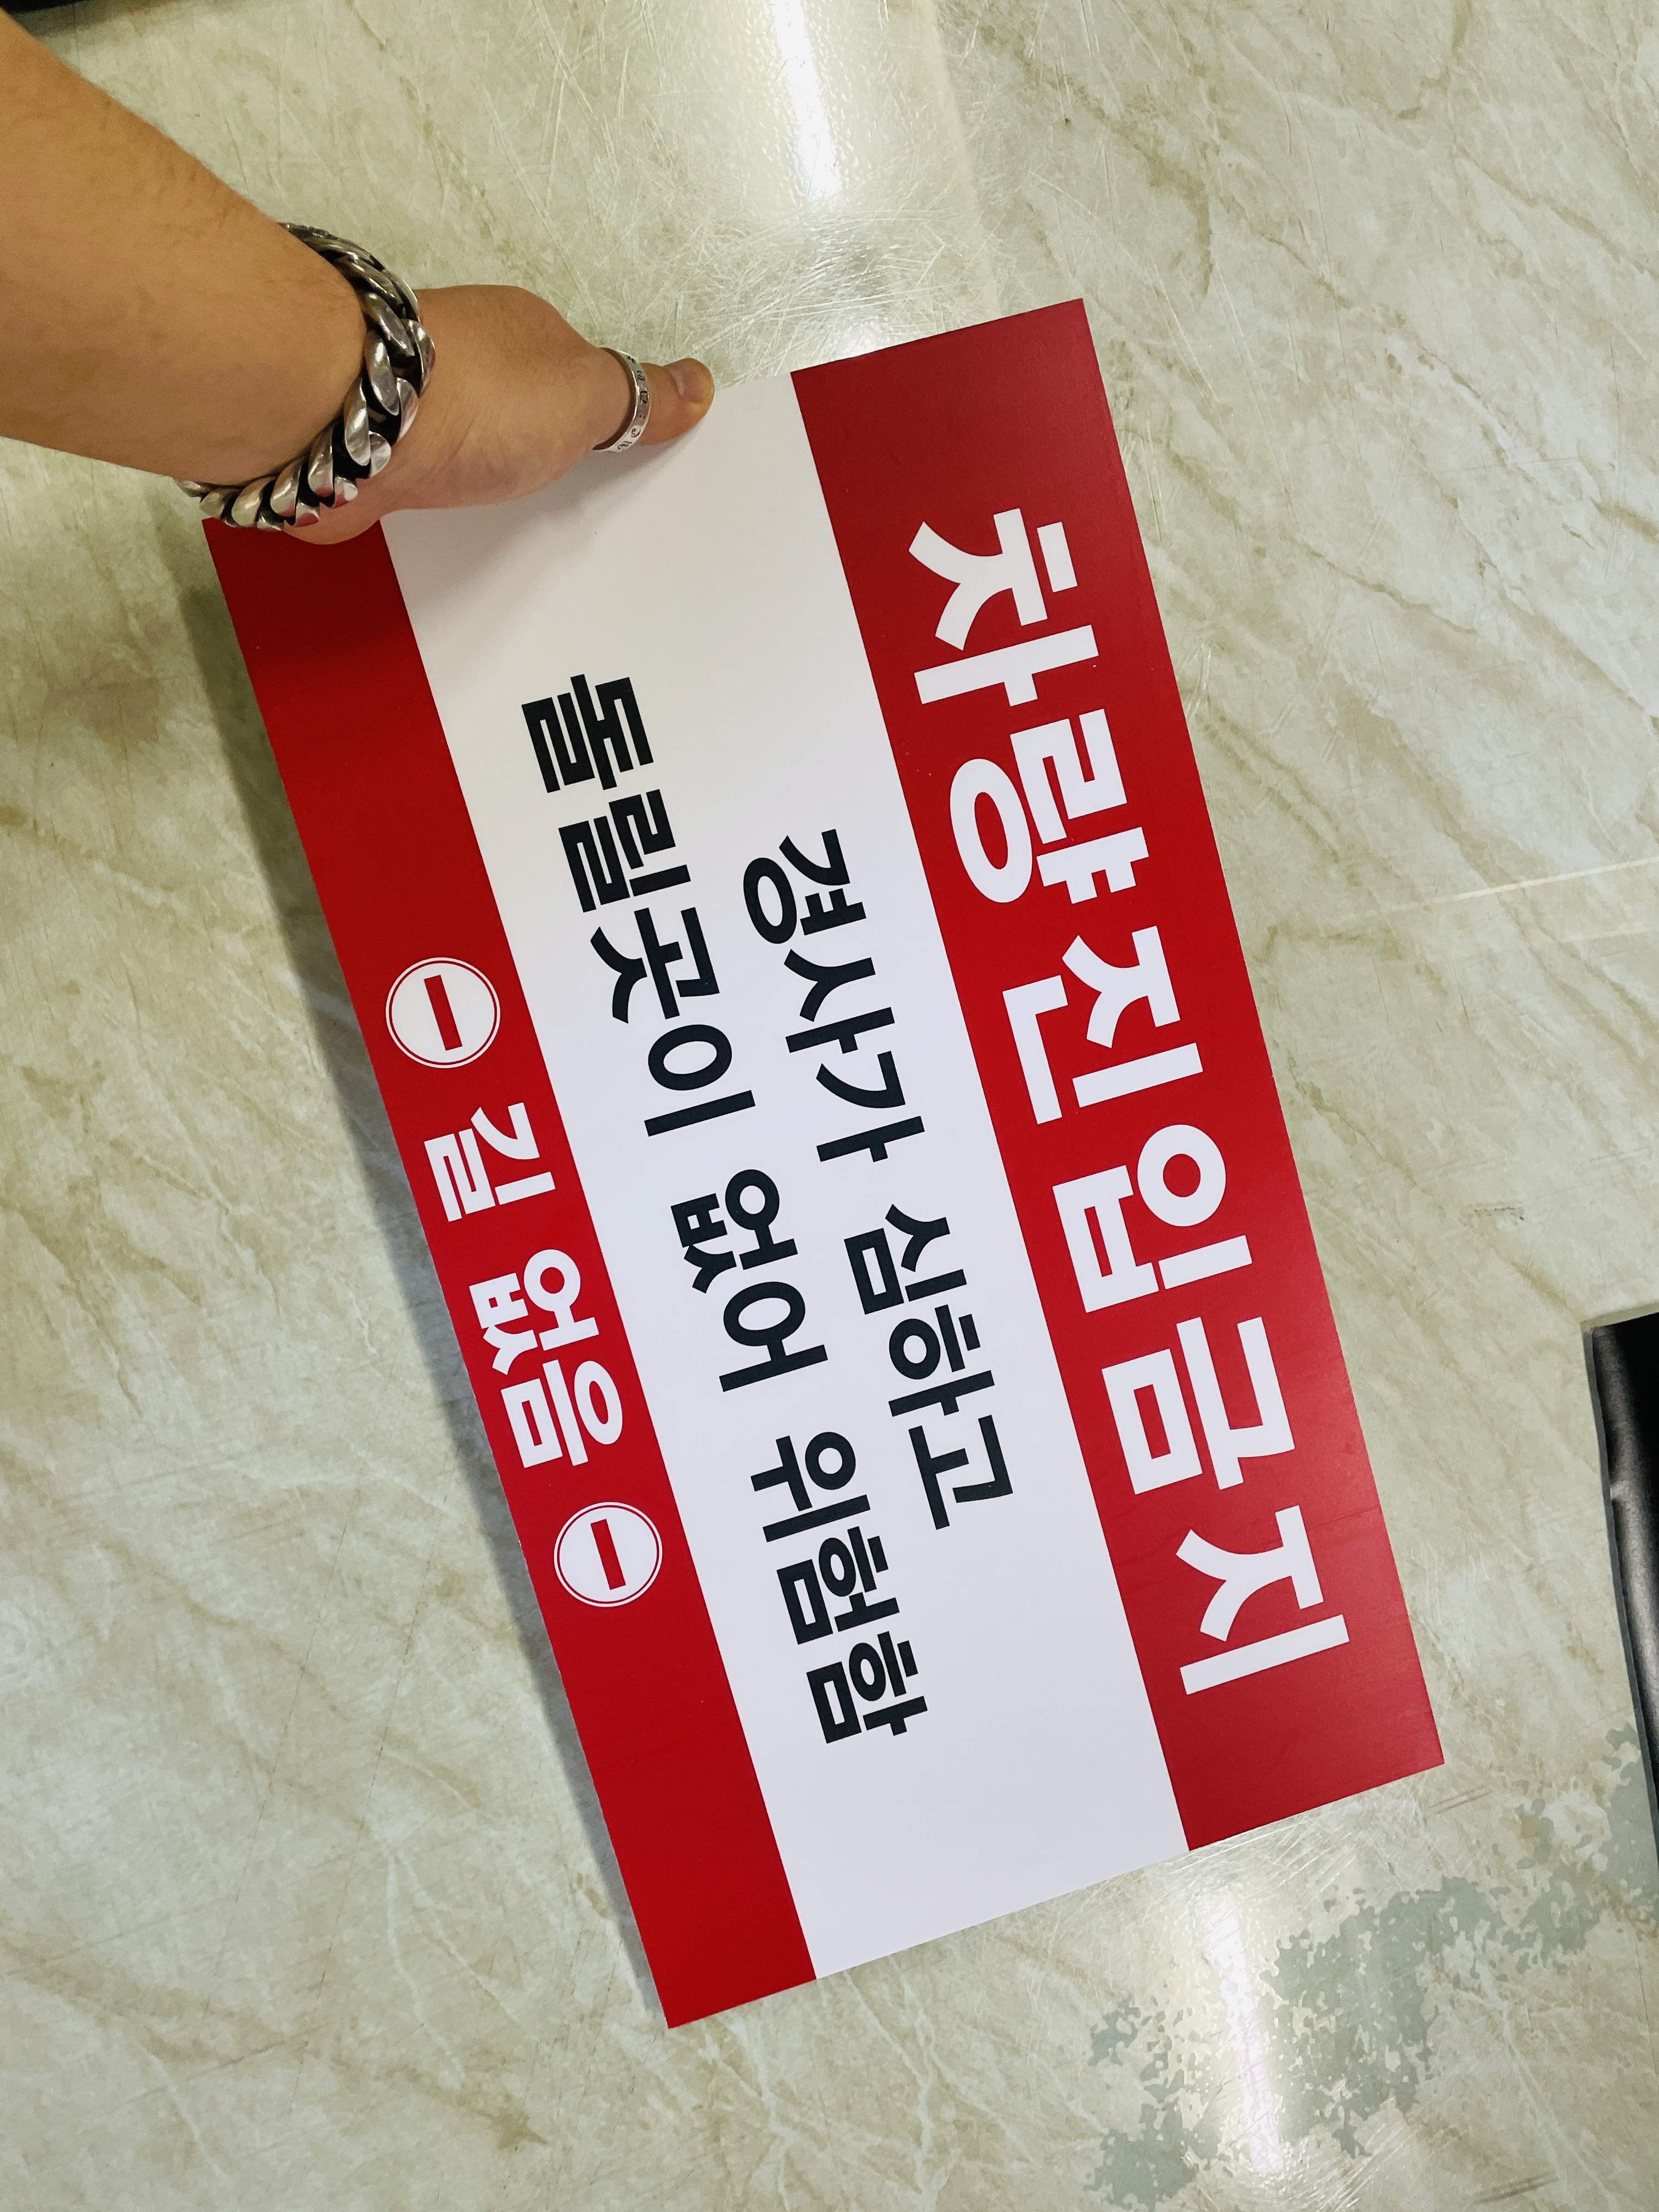 차량진입금지
경사가 심하고
돌릴곳이 없어 위험함
길 없음